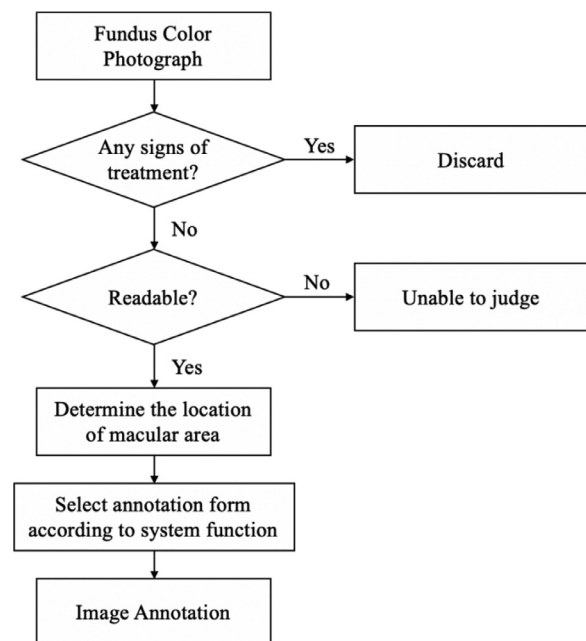 Fundus Color
Photograph
Any signs of
treatment?
Yes
Discard
No
Readable?
No
Unable to judge
Yes
Determine the location
of macular area
Select annotation form
according to system function
Image Annotation